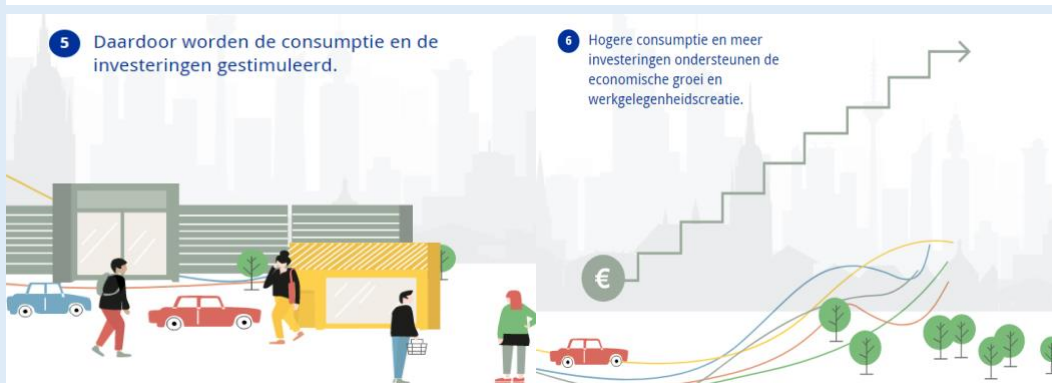 5 Daardoor worden de consumptie en de
investeringen gestimuleerd.
6 Hogere consumptie en meer
investeringen ondersteunen de
economische groei en
werkgelegenheidscreatie.
€